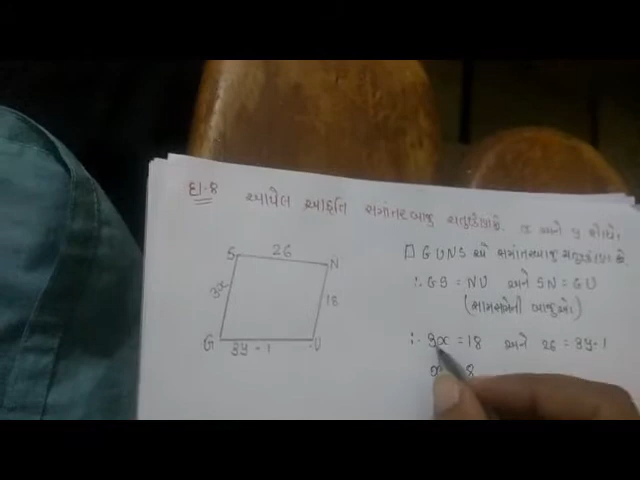 દા.૪ આપેલ આકૃતિ સમાંતરબાજુ ચતુષ્કોણ છે. x અને y શોધો.
S 26 N
3x 18
G 3y - 1 U
□ GUNS એ સમાંતરબાજુ ચતુષ્કોણ છે.
∴ GS = NU અને SN = GU
(સામસામેની બાજુઓ)
∴ 3x = 18 અને 26 = 3y - 1